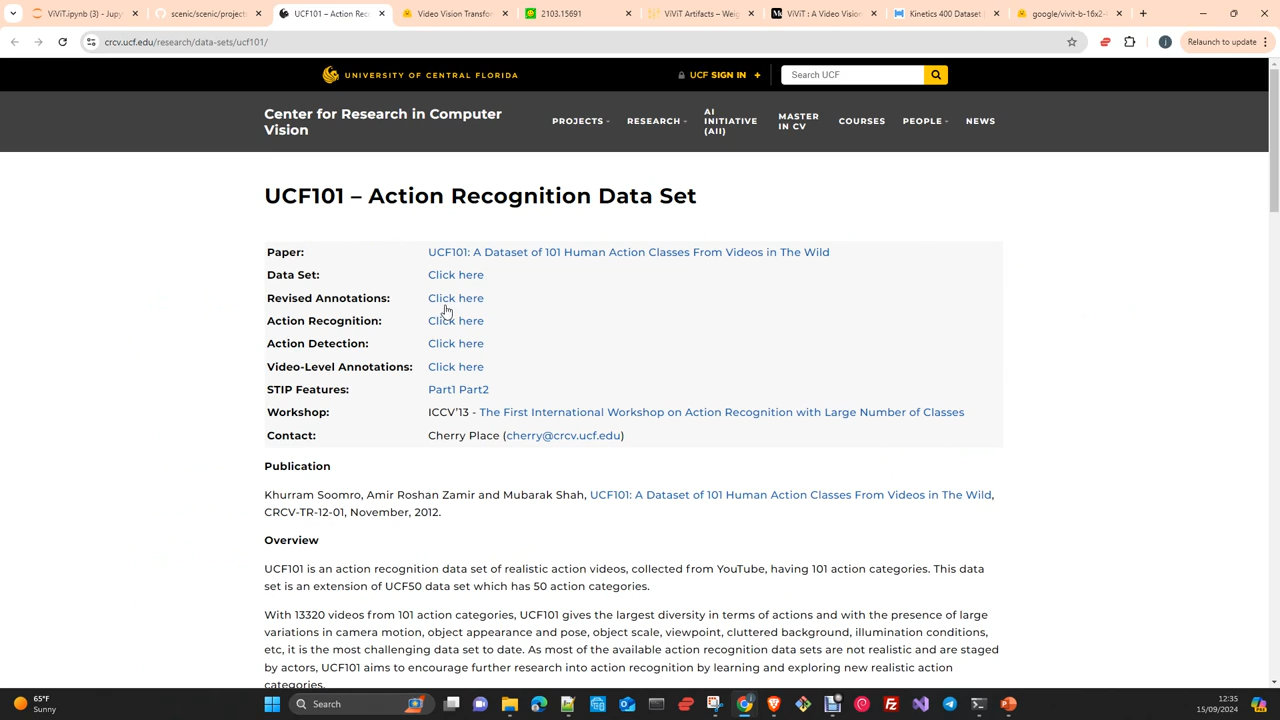 ViViT.ipynb (4) - Jupy
scenic/scenic/project
UCF101 – Action Reco
Video Vision Transfo
2103.15691
ViViT Artifacts – Weig
ViViT : A Video Vision
Kinetics 400 Dataset
google/vivit-b-16x2-
crcv.ucf.edu/research/data-sets/ucf101/
Relaunch to update
UNIVERSITY OF CENTRAL FLORIDA
UCF SIGN IN +
Search UCF
Center for Research in Computer Vision
PROJECTS
RESEARCH
AI INITIATIVE (AII)
MASTER IN CV
COURSES
PEOPLE
NEWS
UCF101 – Action Recognition Data Set
Paper: UCF101: A Dataset of 101 Human Action Classes From Videos in The Wild
Data Set: Click here
Revised Annotations: Click here
Action Recognition: Click here
Action Detection: Click here
Video-Level Annotations: Click here
STIP Features: Part1 Part2
Workshop: ICCV'13 - The First International Workshop on Action Recognition with Large Number of Classes
Contact: Cherry Place (cherry@crcv.ucf.edu)
Publication
Khurram Soomro, Amir Roshan Zamir and Mubarak Shah, UCF101: A Dataset of 101 Human Action Classes From Videos in The Wild,
CRCV-TR-12-01, November, 2012.
Overview
UCF101 is an action recognition data set of realistic action videos, collected from YouTube, having 101 action categories. This data
set is an extension of UCF50 data set which has 50 action categories.
With 13320 videos from 101 action categories, UCF101 gives the largest diversity in terms of actions and with the presence of large
variations in camera motion, object appearance and pose, object scale, viewpoint, cluttered background, illumination conditions,
etc, it is the most challenging data set to date. As most of the available action recognition data sets are not realistic and are staged
by actors, UCF101 aims to encourage further research into action recognition by learning and exploring new realistic action
categories.
65°F
Sunny
Search
12:35
15/09/2024